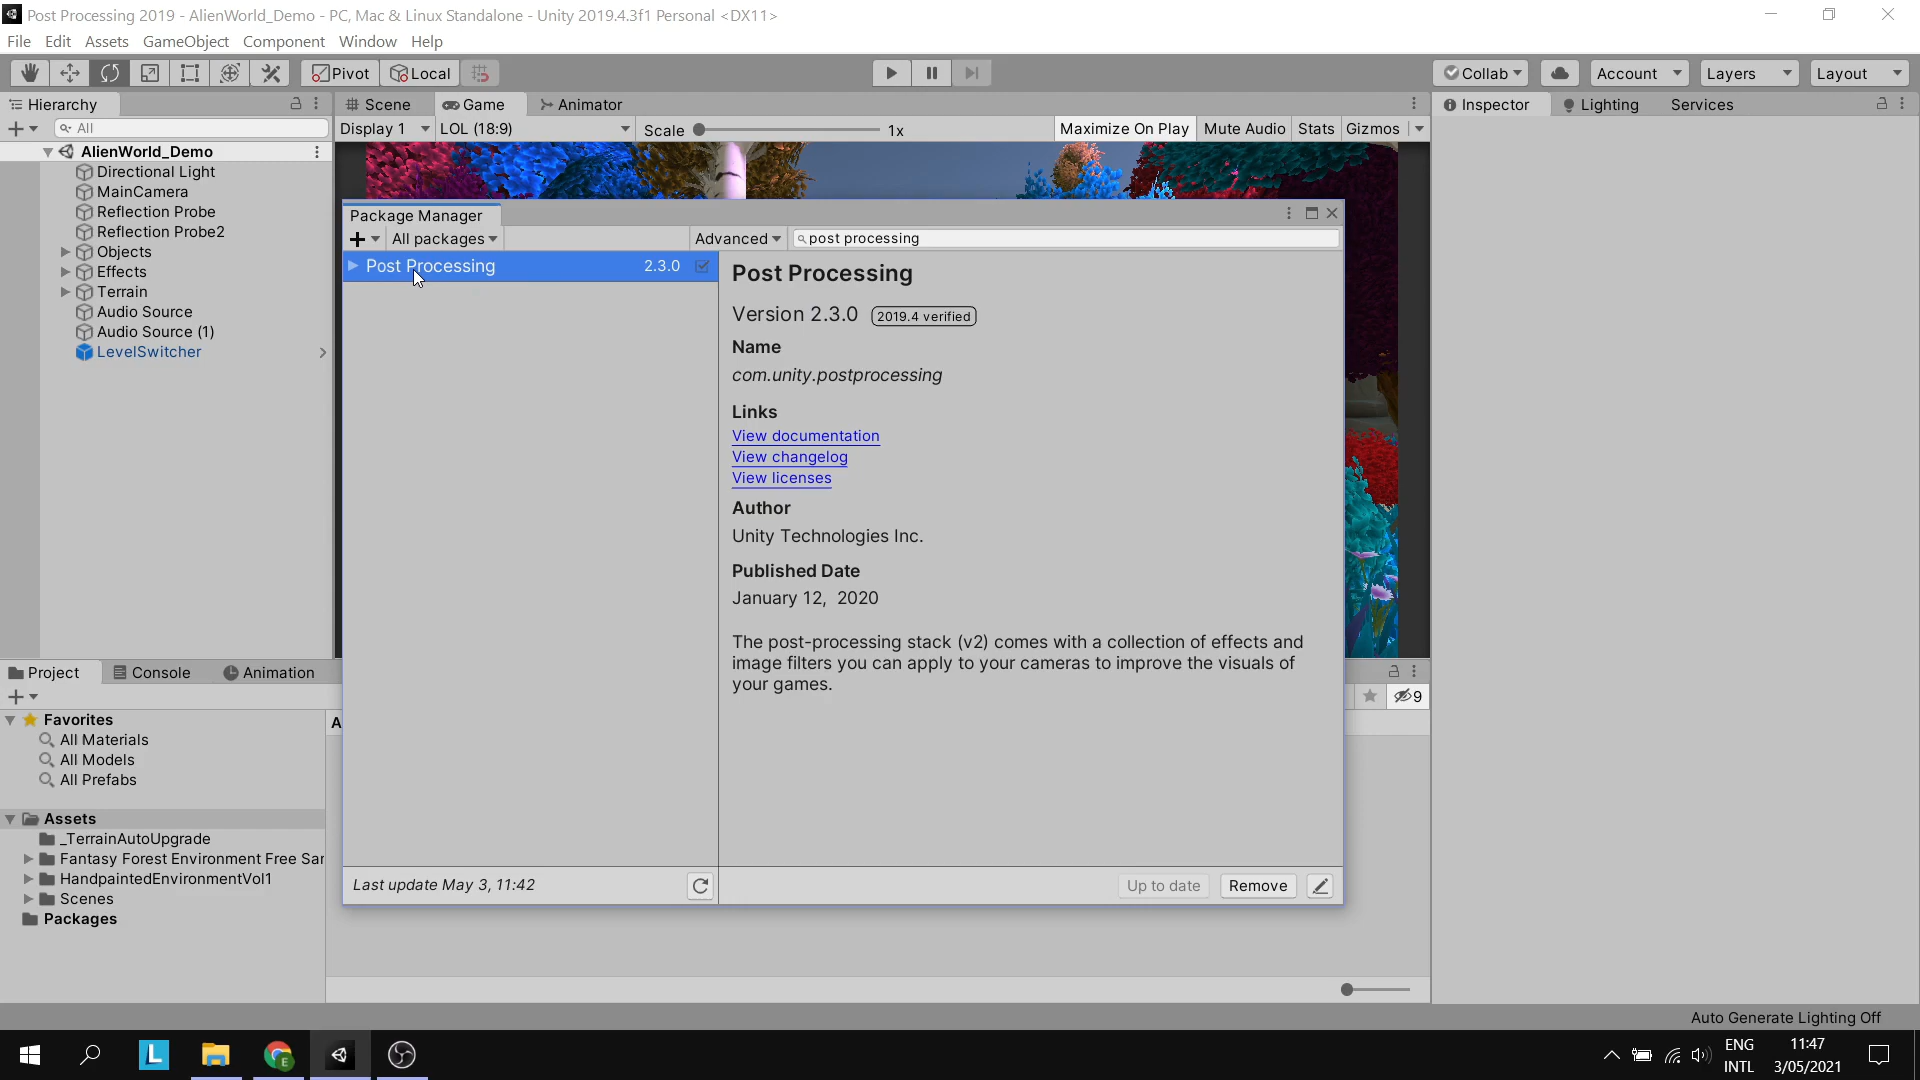 Post Processing 2019 - AlienWorld_Demo - PC, Mac & Linux Standalone - Unity 2019.4.3f1 Personal <DX11>
File Edit Assets GameObject Component Window Help
Pivot Local Collab Account Layers Layout
Hierarchy
All
AlienWorld_Demo
Directional Light
MainCamera
Reflection Probe
Reflection Probe2
Objects
Effects
Terrain
Audio Source
Audio Source (1)
LevelSwitcher
Scene Game Animator
Display 1 LOL (18:9) Scale 1x Maximize On Play Mute Audio Stats Gizmos
Inspector Lighting Services
Package Manager
All packages Advanced post processing
Post Processing 2.3.0
Post Processing
Version 2.3.0 2019.4 verified
Name
com.unity.postprocessing
Links
View documentation
View changelog
View licenses
Author
Unity Technologies Inc.
Published Date
January 12, 2020
The post-processing stack (v2) comes with a collection of effects and
image filters you can apply to your cameras to improve the visuals of
your games.
Last update May 3, 11:42
Up to date Remove
Project Console Animation
9
Favorites
All Materials
All Models
All Prefabs
Assets
_TerrainAutoUpgrade
Fantasy Forest Environment Free Sar
HandpaintedEnvironmentVol1
Scenes
Packages
A
Auto Generate Lighting Off
L
E
ENG
INTL
11:47
3/05/2021